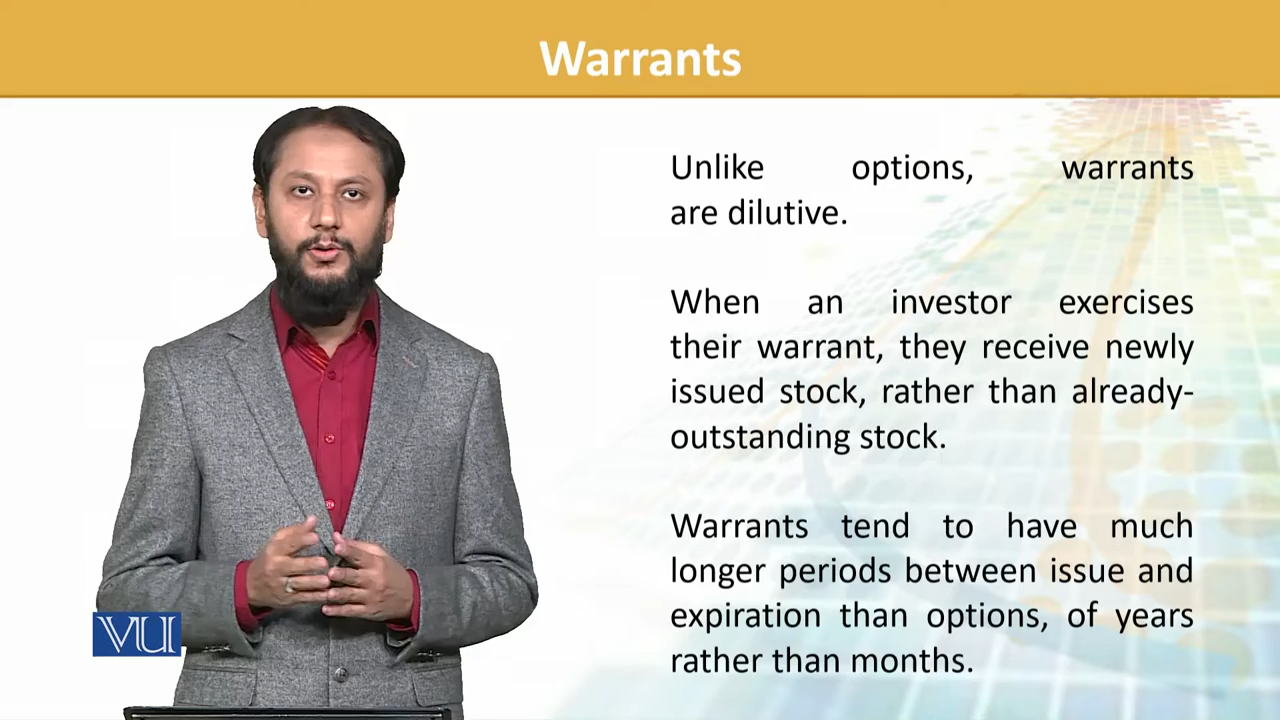 Warrants
Unlike options, warrants
are dilutive.
When an investor exercises
their warrant, they receive newly
issued stock, rather than already-
outstanding stock.
Warrants tend to have much
longer periods between issue and
expiration than options, of years
rather than months.
VU